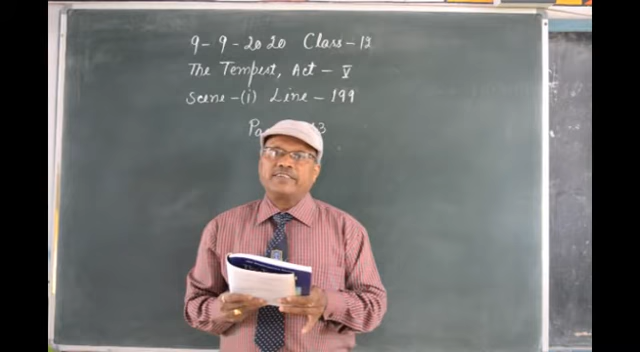 9-9-2020 Class-12
The Tempest, Act - V
Scene-(i) Line - 199